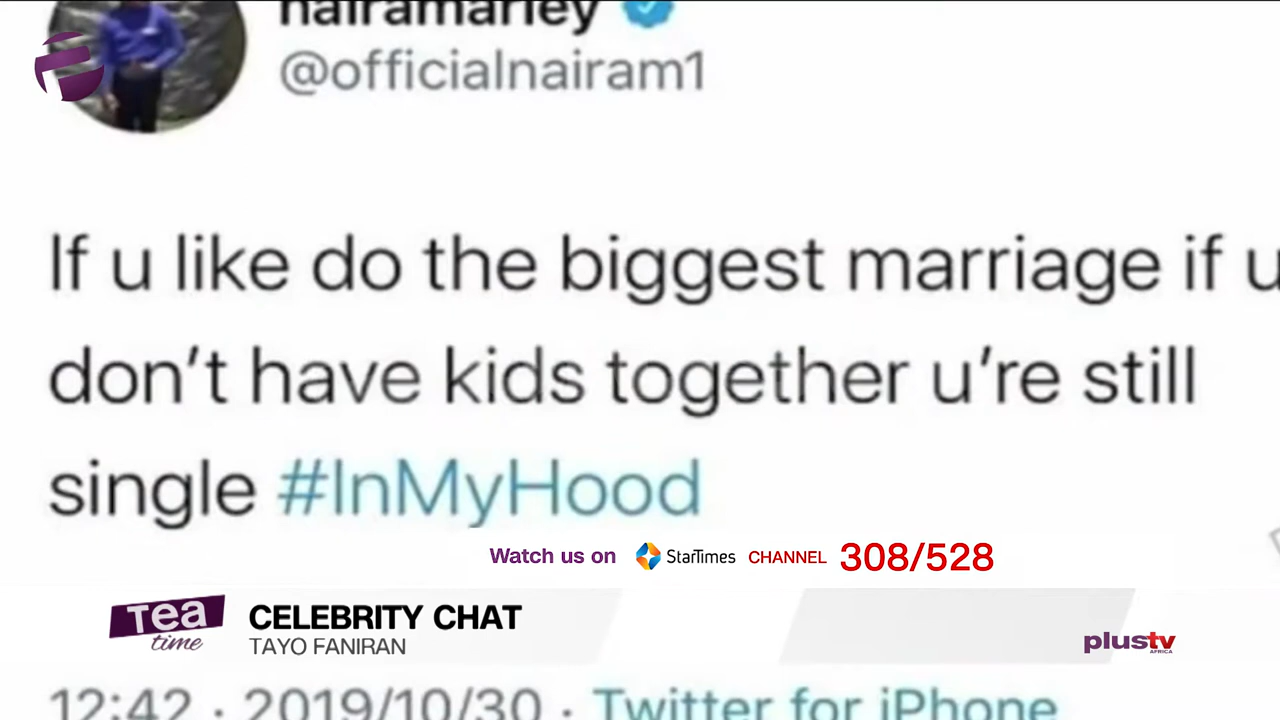 nairamarley
@officialnairam1
If u like do the biggest marriage if u
don't have kids together u're still
single #InMyHood
Watch us on StarTimes CHANNEL 308/528
Tea
time
CELEBRITY CHAT
TAYO FANIRAN
plustv
AFRICA
12:42 · 2019/10/30 · Twitter for iPhone